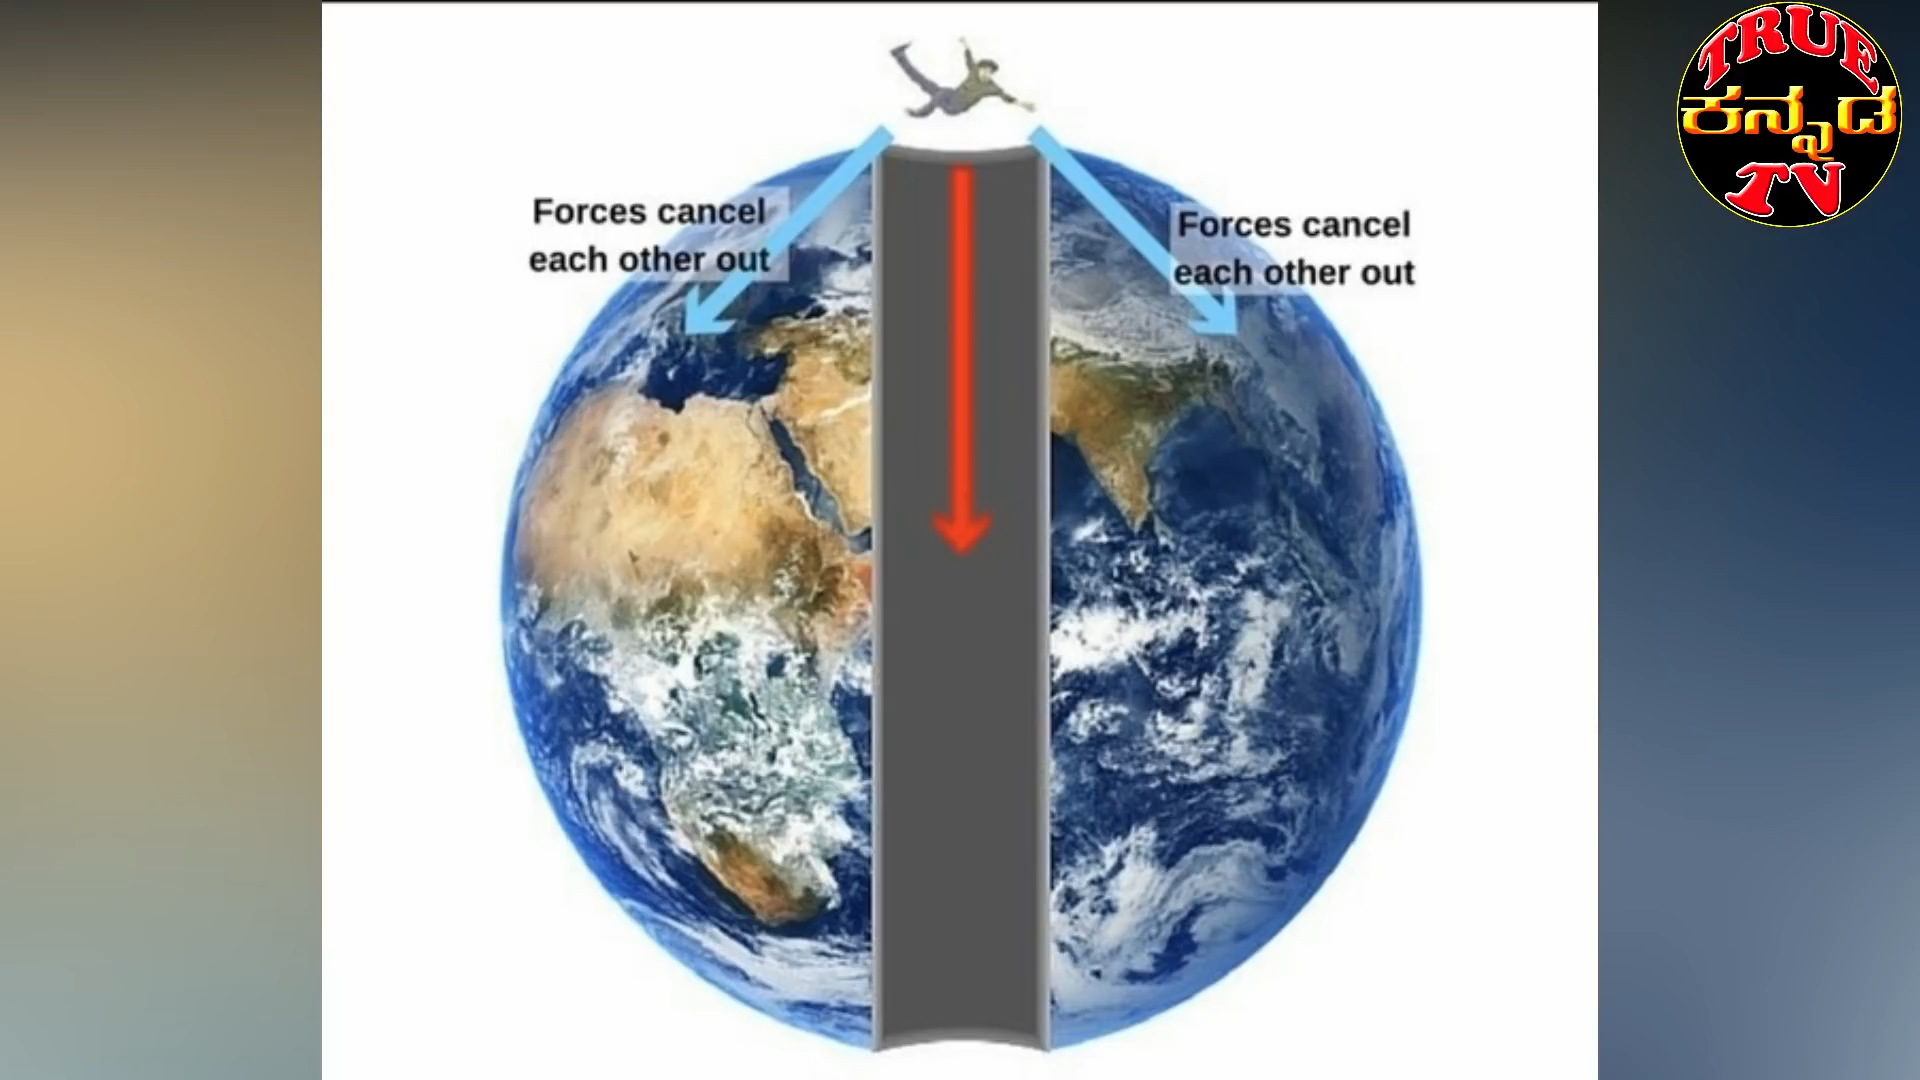 Forces cancel
each other out
Forces cancel
each other out
TRUE
ಕನ್ನಡ
TV